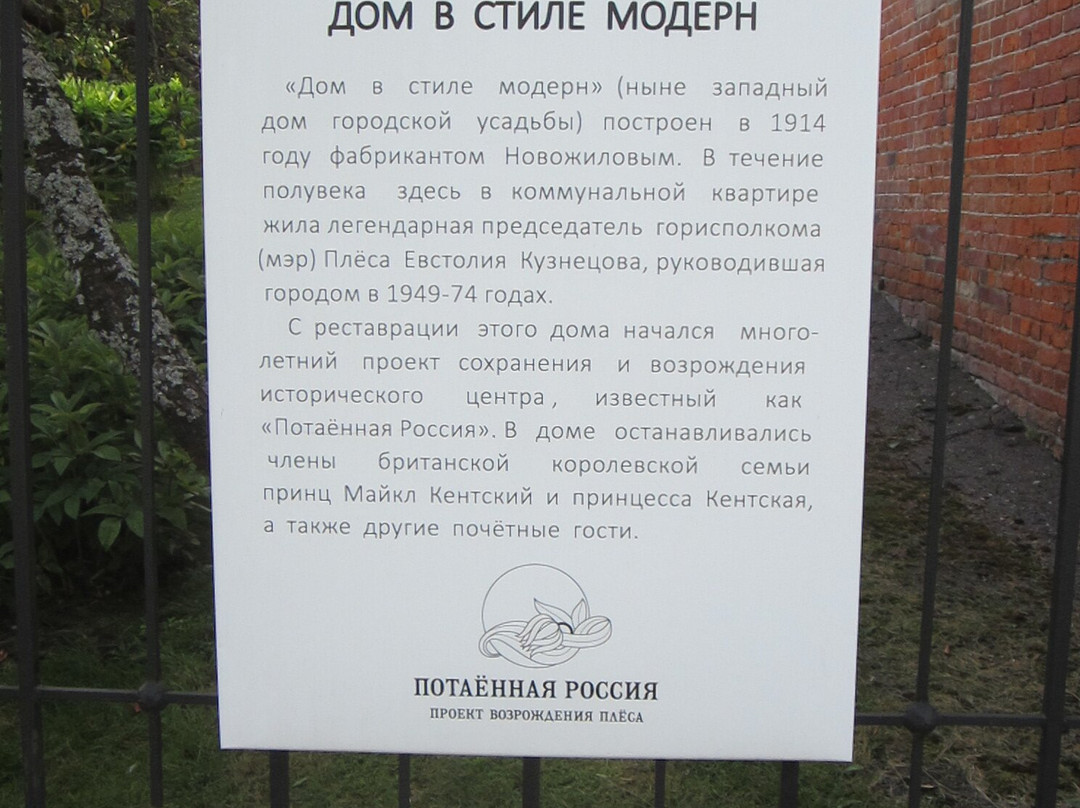 ДОМ В СТИЛЕ МОДЕРН
«Дом в стиле модерн» (ныне западный
дом городской усадьбы) построен в 1914
году фабрикантом Новожиловым. В течение
полувека здесь в коммунальной квартире
жила легендарная председатель горисполкома
(мэр) Плёса Евстолия Кузнецова, руководившая
городом в 1949-74 годах.
С реставрации этого дома начался много-
летний проект сохранения и возрождения
исторического центра, известный как
«Потаённая Россия». В доме останавливались
члены британской королевской семьи
принц Майкл Кентский и принцесса Кентская,
а также другие почётные гости.
ПОТАЁННАЯ РОССИЯ
ПРОЕКТ ВОЗРОЖДЕНИЯ ПЛЁСА